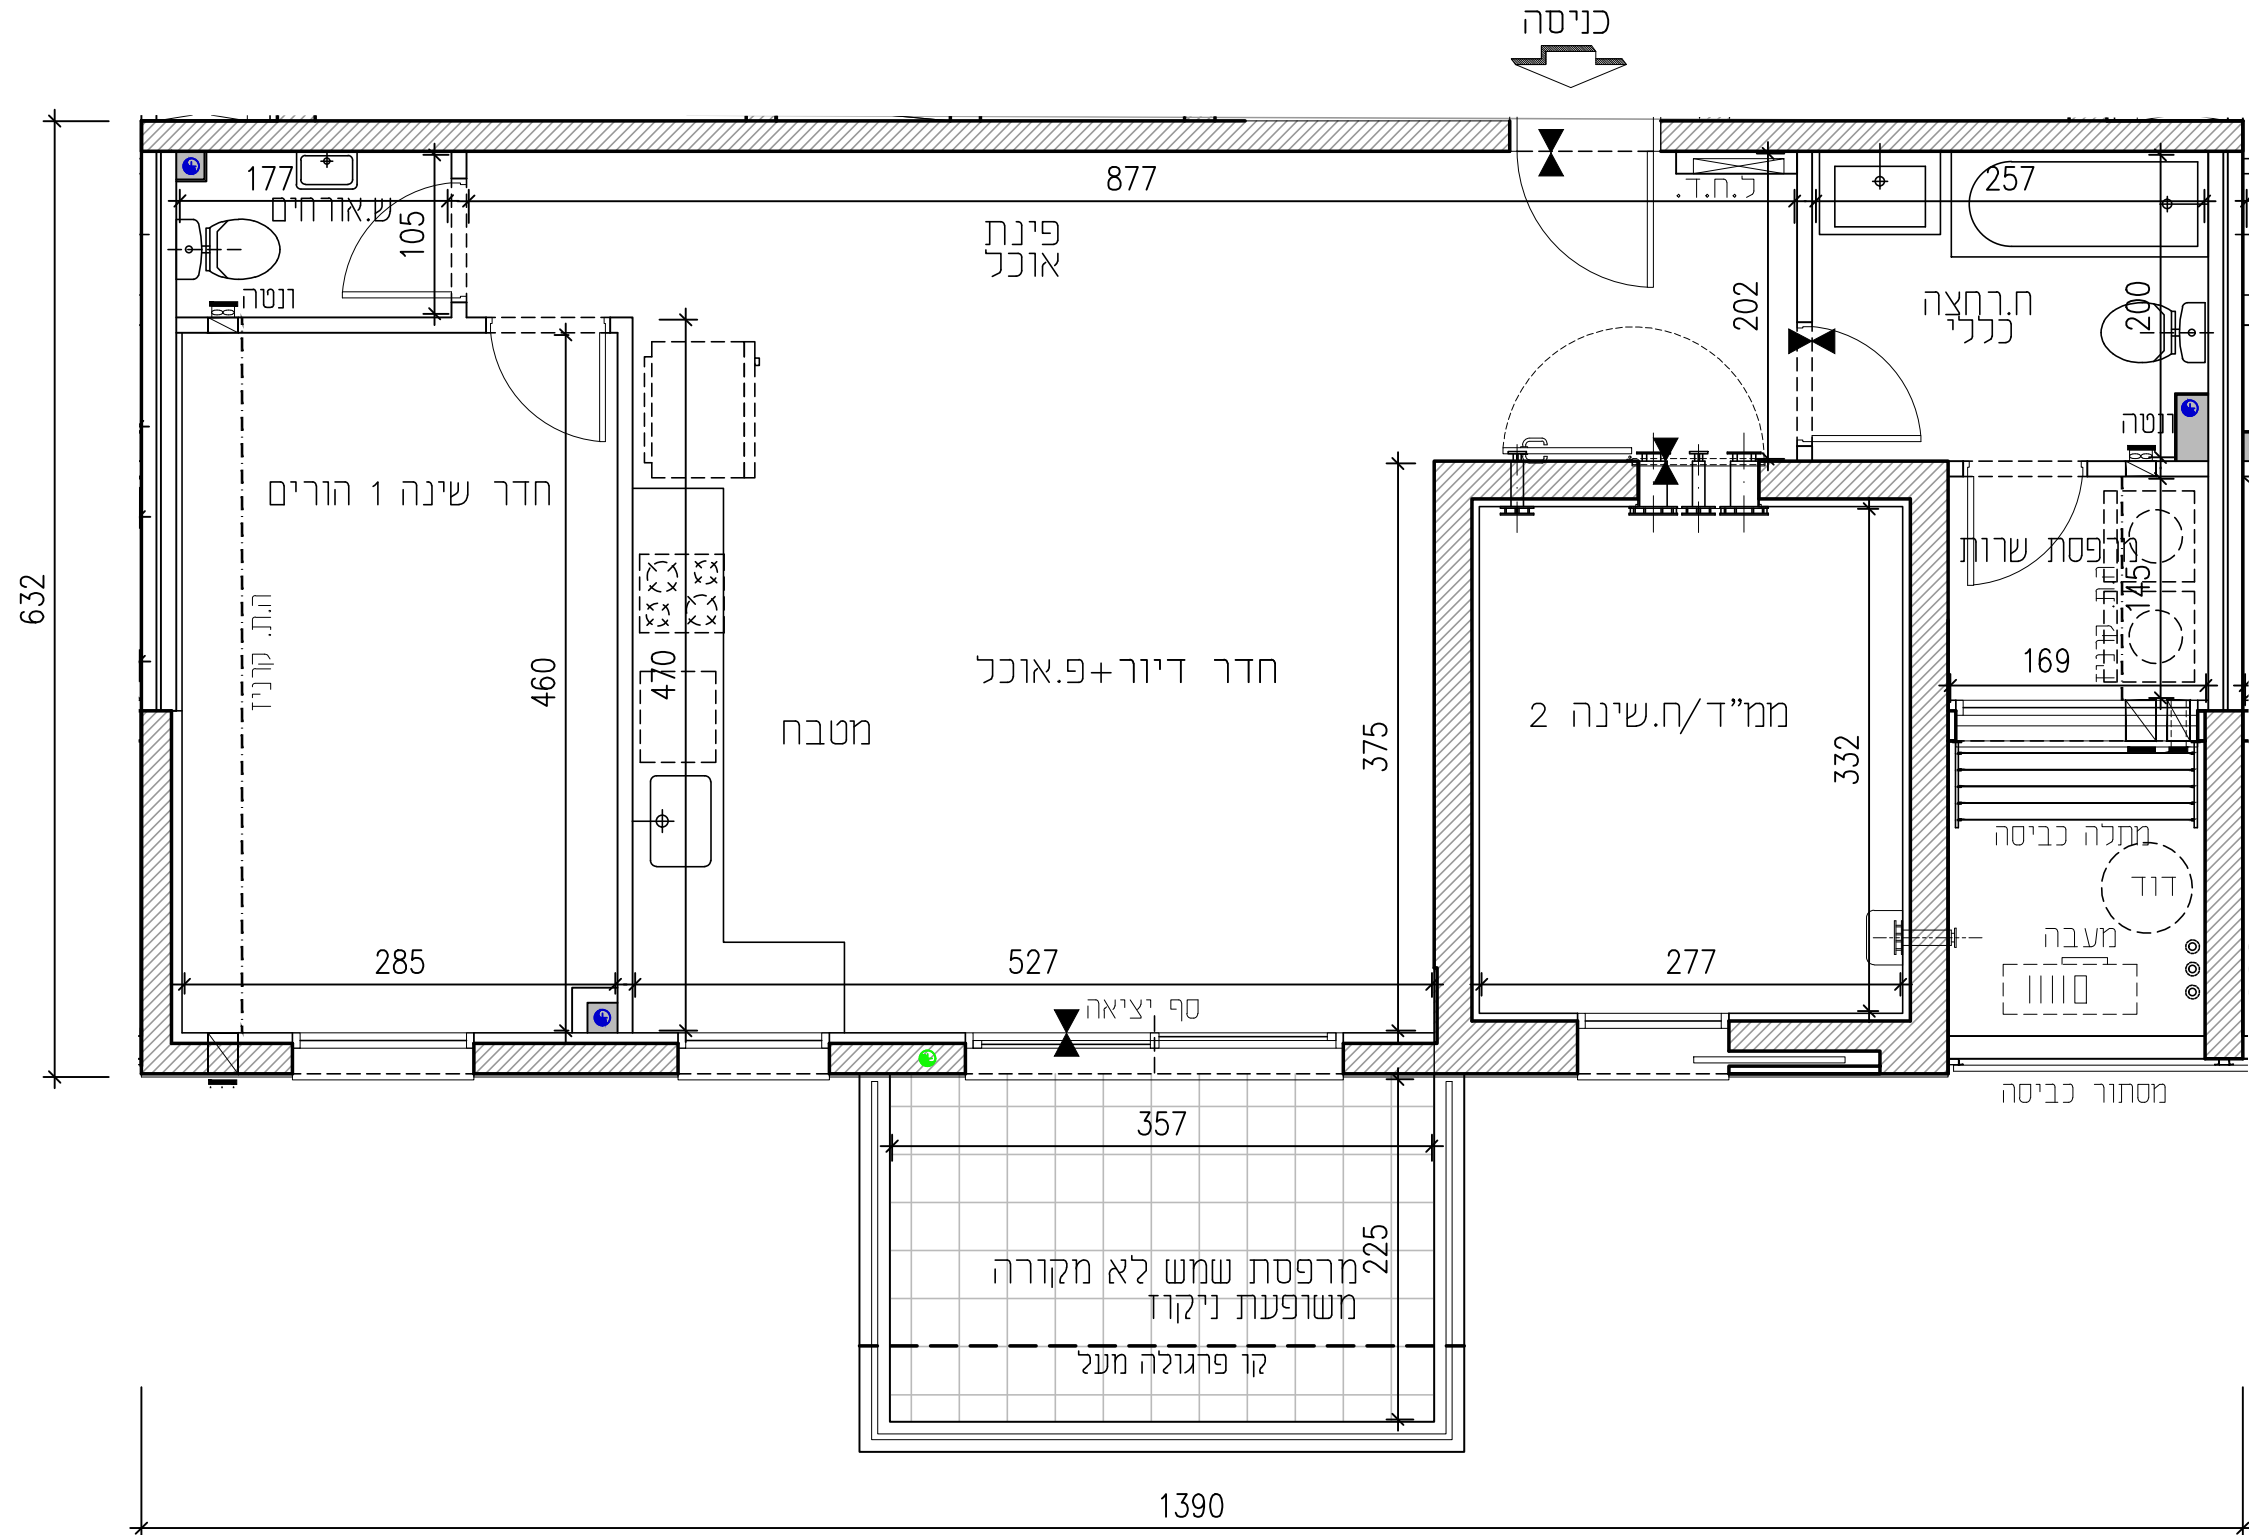 כניסה
177
877
257
ש.אורחים
105
ל.ח.ד.
פינת
אוכל
202
ח.רחצה
כללי
200
ונטה
ונטה
חדר שינה 1 הורים
מרפסת שרות
145
ה.ת. קרניז
ה.ת. קרניז
632
460
470
חדר דיור+פ.אוכל
169
מטבח
375
ממ"ד/ח.שינה 2
332
מתלה כביסה
דוד
מעבה
285
527
277
סף יציאה
מסתור כביסה
357
225
מרפסת שמש לא מקורה
משופעת ניקוז
קו פרגולה מעל
1390